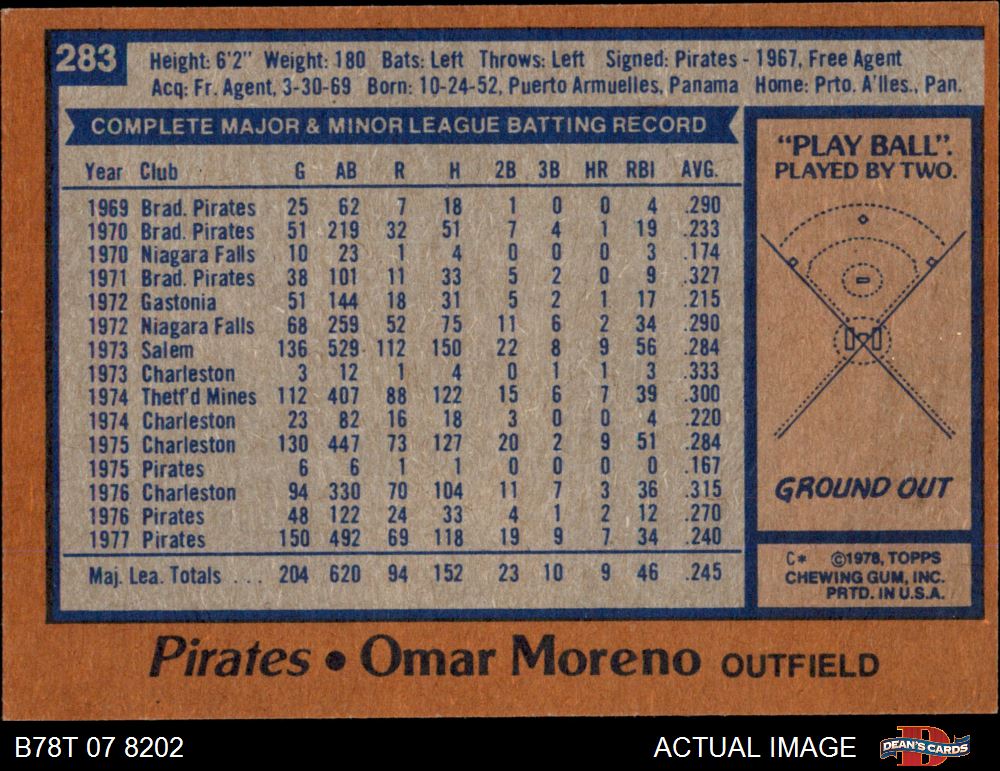 283
Height: 6'2" Weight: 180 Bats: Left Throws: Left Signed: Pirates - 1967, Free Agent
Acq: Fr. Agent, 3-30-69 Born: 10-24-52, Puerto Armuelles, Panama Home: Prto. A'lles., Pan.
COMPLETE MAJOR & MINOR LEAGUE BATTING RECORD
Year Club G AB R H 2B 3B HR RBI AVG.
1969 Brad. Pirates 25 62 7 18 1 0 0 4 .290
1970 Brad. Pirates 51 219 32 51 7 4 1 19 .233
1970 Niagara Falls 10 23 1 4 0 0 0 3 .174
1971 Brad. Pirates 38 101 11 33 5 2 0 9 .327
1972 Gastonia 51 144 18 31 5 2 1 17 .215
1972 Niagara Falls 68 259 52 75 11 6 2 34 .290
1973 Salem 136 529 112 150 22 8 9 56 .284
1973 Charleston 3 12 1 4 0 1 1 3 .333
1974 Thetf'd Mines 112 407 88 122 15 6 7 39 .300
1974 Charleston 23 82 16 18 3 0 0 4 .220
1975 Charleston 130 447 73 127 20 2 9 51 .284
1975 Pirates 6 6 1 1 0 0 0 0 .167
1976 Charleston 94 330 70 104 11 7 3 36 .315
1976 Pirates 48 122 24 33 4 1 2 12 .270
1977 Pirates 150 492 69 118 19 9 7 34 .240
Maj. Lea. Totals . . . 204 620 94 152 23 10 9 46 .245
"PLAY BALL".
PLAYED BY TWO.
GROUND OUT
C* ©1978, TOPPS
CHEWING GUM, INC.
PRTD. IN U.S.A.
Pirates • Omar Moreno OUTFIELD
B78T 07 8202
ACTUAL IMAGE
D
DEAN'S CARDS